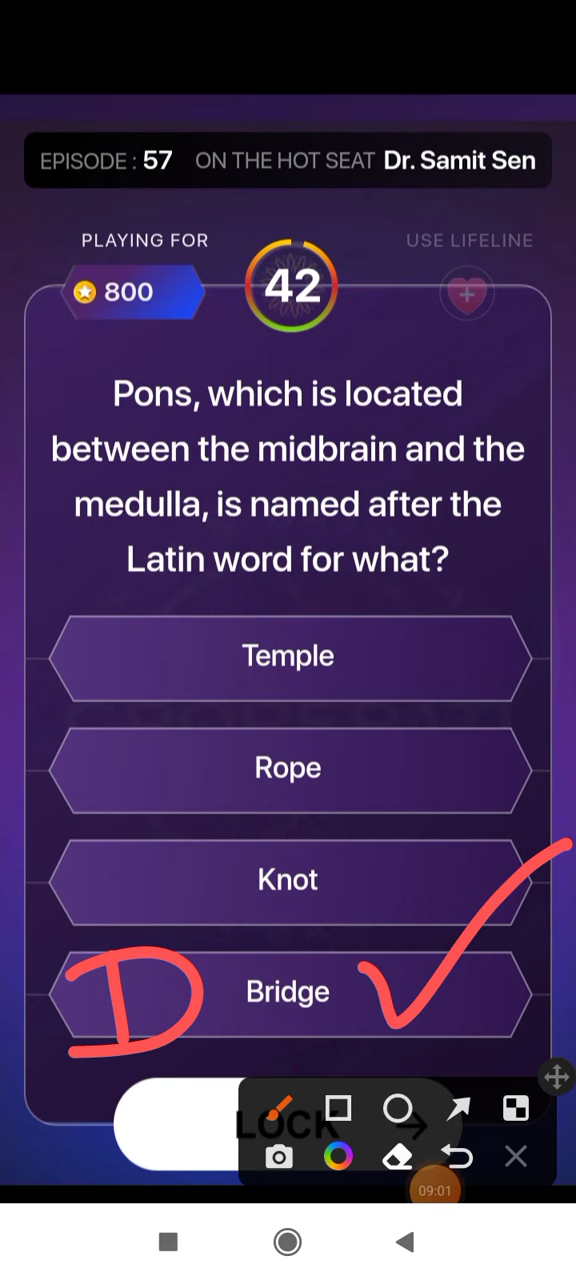 EPISODE : 57 ON THE HOT SEAT Dr. Samit Sen
PLAYING FOR
USE LIFELINE
800
42
Pons, which is located
between the midbrain and the
medulla, is named after the
Latin word for what?
Temple
Rope
Knot
D Bridge
LOCK
09:01